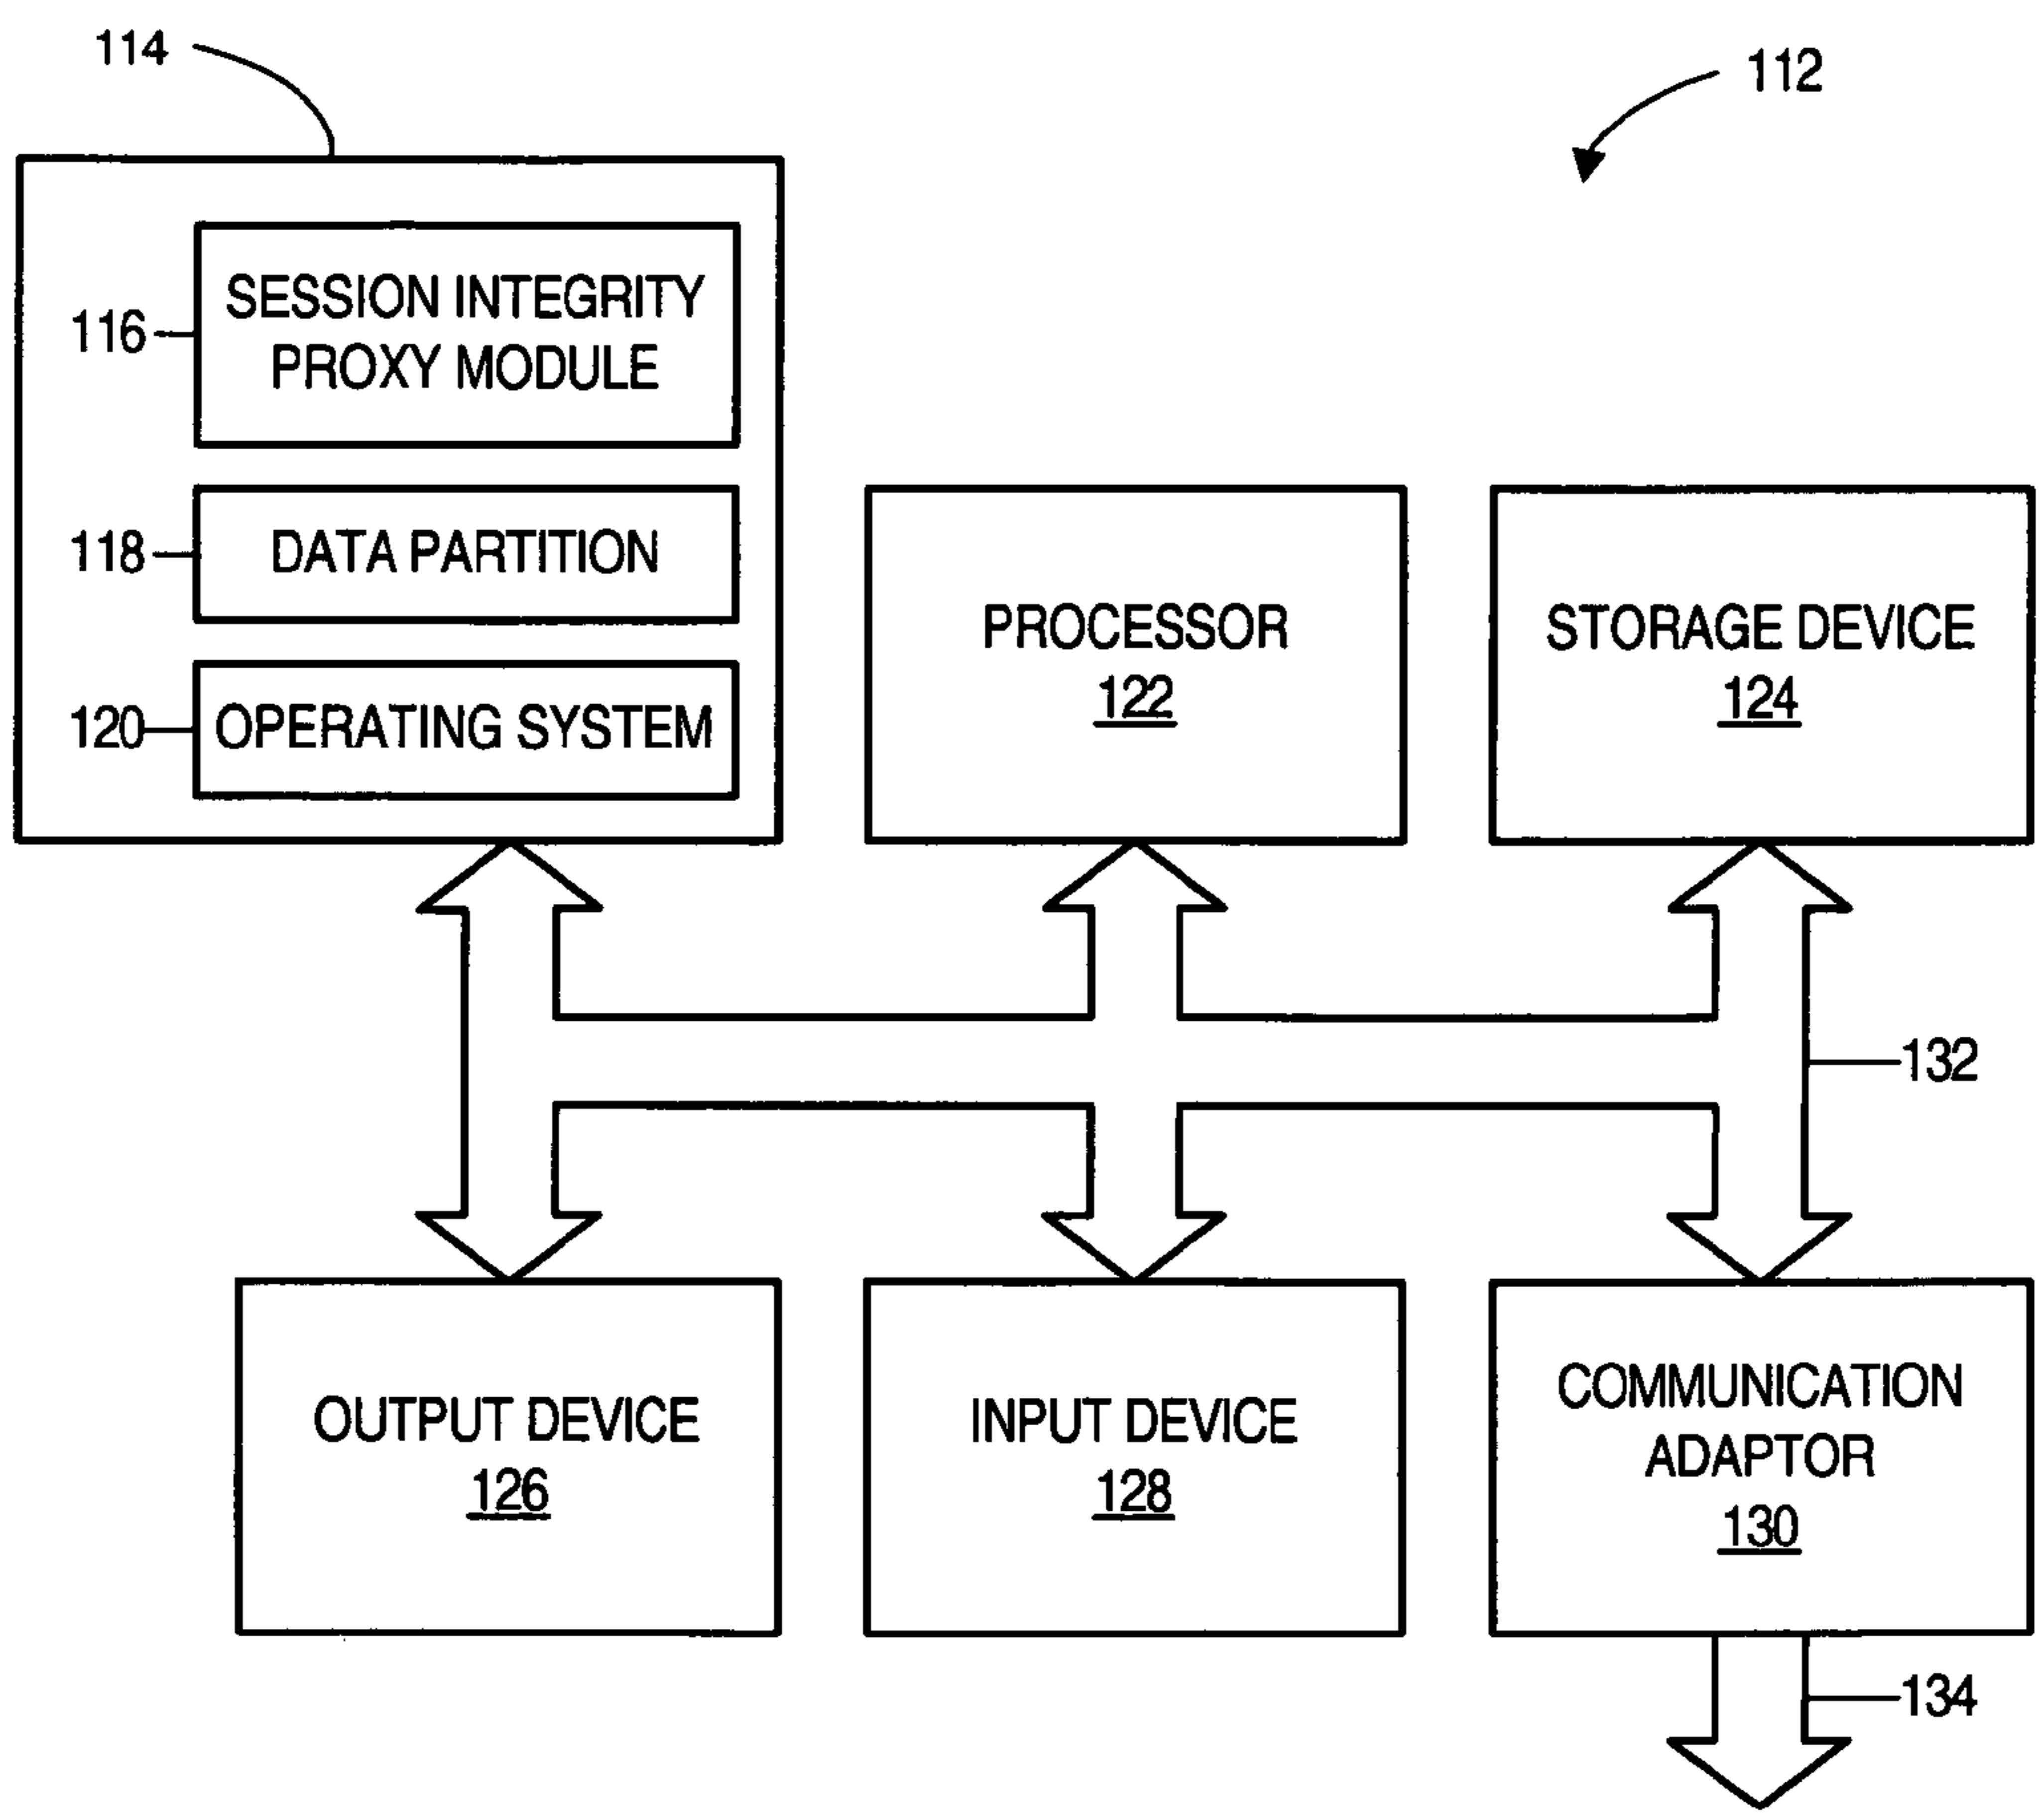 114
112
116
SESSION INTEGRITY
PROXY MODULE
118
DATA PARTITION
120
OPERATING SYSTEM
PROCESSOR
122
STORAGE DEVICE
124
132
OUTPUT DEVICE
126
INPUT DEVICE
128
COMMUNICATION
ADAPTOR
130
134